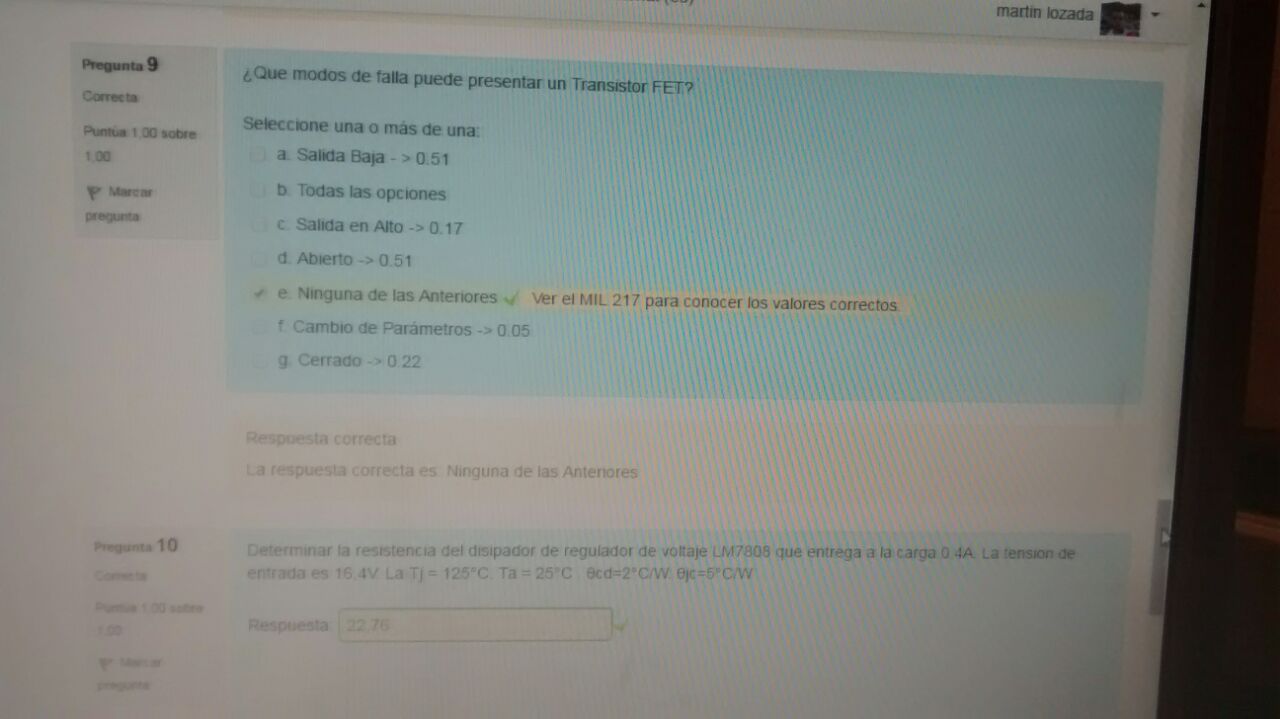 martin lozada
Pregunta 9
Correcta
Puntúa 1,00 sobre
1,00
Marcar
pregunta
¿Que modos de falla puede presentar un Transistor FET?
Seleccione una o más de una:
a. Salida Baja - > 0.51
b. Todas las opciones
c. Salida en Alto -> 0.17
d. Abierto -> 0.51
e. Ninguna de las Anteriores Ver el MIL 217 para conocer los valores correctos.
f. Cambio de Parámetros -> 0.05
g. Cerrado -> 0.22
Respuesta correcta
La respuesta correcta es: Ninguna de las Anteriores
Pregunta 10
Correcta
Puntúa 1,00 sobre
1,00
Marcar
pregunta
Determinar la resistencia del disipador de regulador de voltaje LM7808 que entrega a la carga 0.4A. La tension de
entrada es 16,4V. La Tj = 125°C. Ta = 25°C . θcd=2°C/W. θjc=5°C/W
Respuesta: 22,76